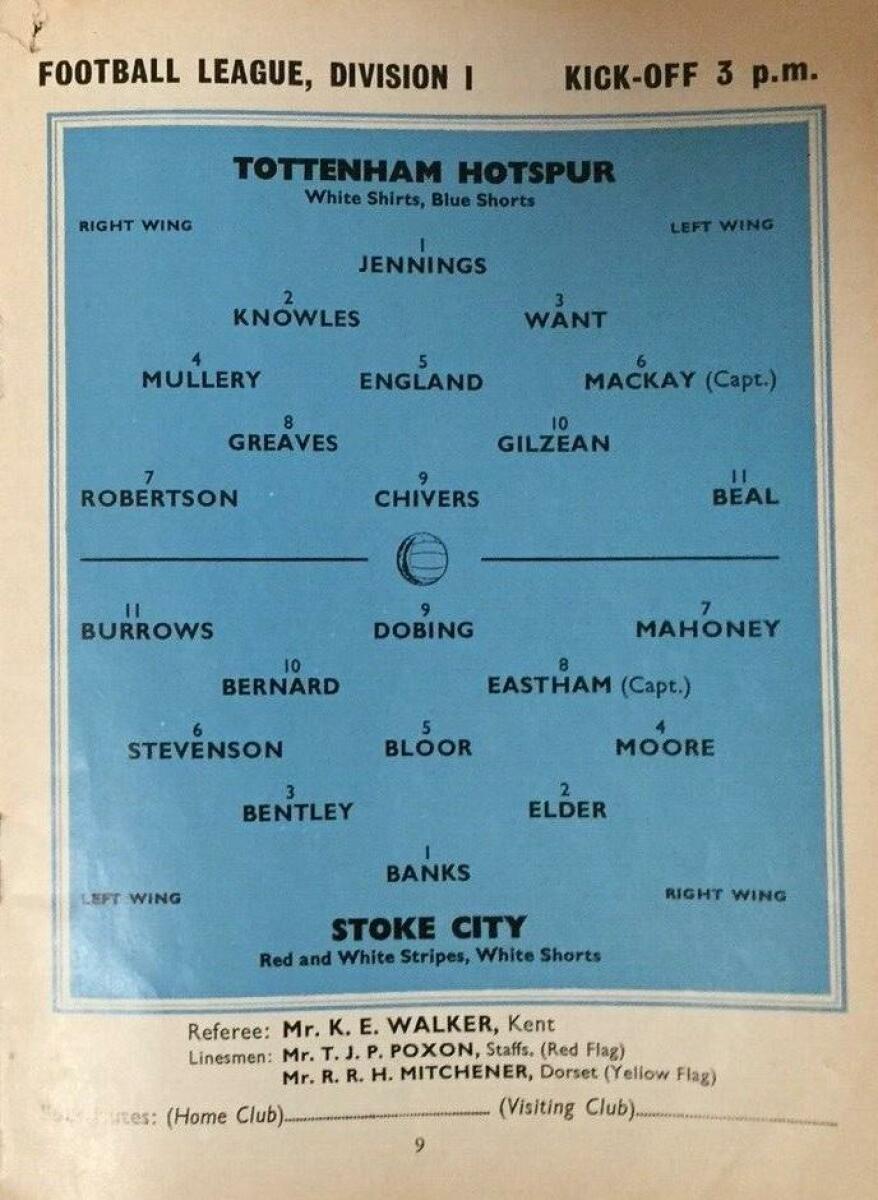 FOOTBALL LEAGUE, DIVISION I KICK-OFF 3 p.m.
TOTTENHAM HOTSPUR
White Shirts, Blue Shorts
RIGHT WING LEFT WING
1
JENNINGS
2 3
KNOWLES WANT
4 5 6
MULLERY ENGLAND MACKAY (Capt.)
8 10
GREAVES GILZEAN
7 9 11
ROBERTSON CHIVERS BEAL
11 9 7
BURROWS DOBING MAHONEY
10 8
BERNARD EASTHAM (Capt.)
6 5 4
STEVENSON BLOOR MOORE
3 2
BENTLEY ELDER
1
BANKS
LEFT WING RIGHT WING
STOKE CITY
Red and White Stripes, White Shorts
Referee: Mr. K. E. WALKER, Kent
Linesmen: Mr. T. J. P. POXON, Staffs. (Red Flag)
Mr. R. R. H. MITCHENER, Dorset (Yellow Flag)
(Home Club) (Visiting Club)
9